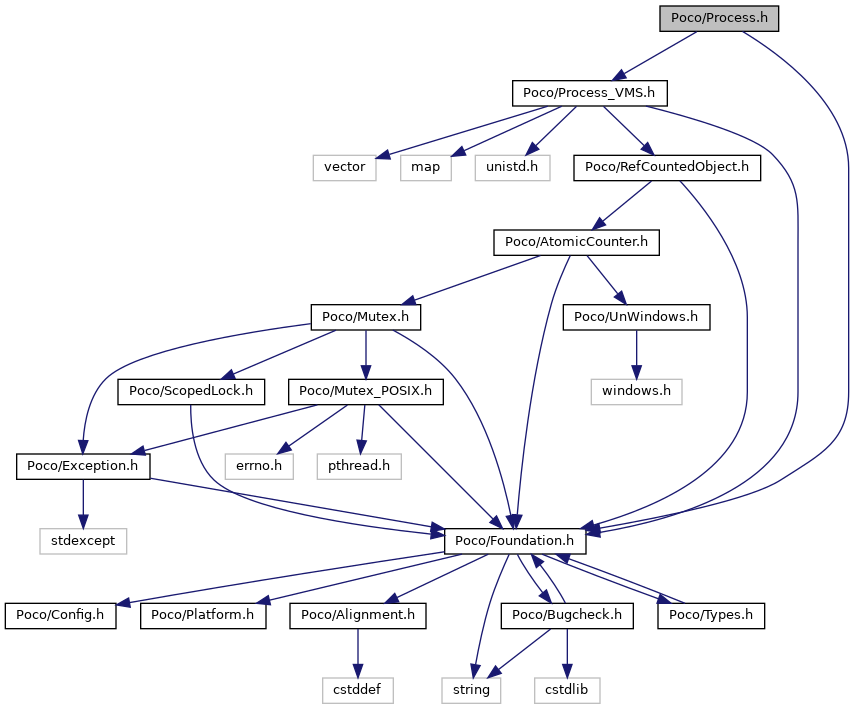 Poco/Process.h
Poco/Process_VMS.h
vector
map
unistd.h
Poco/RefCountedObject.h
Poco/AtomicCounter.h
Poco/Mutex.h
Poco/UnWindows.h
Poco/ScopedLock.h
Poco/Mutex_POSIX.h
windows.h
Poco/Exception.h
errno.h
pthread.h
stdexcept
Poco/Foundation.h
Poco/Config.h
Poco/Platform.h
Poco/Alignment.h
Poco/Bugcheck.h
Poco/Types.h
cstddef
string
cstdlib